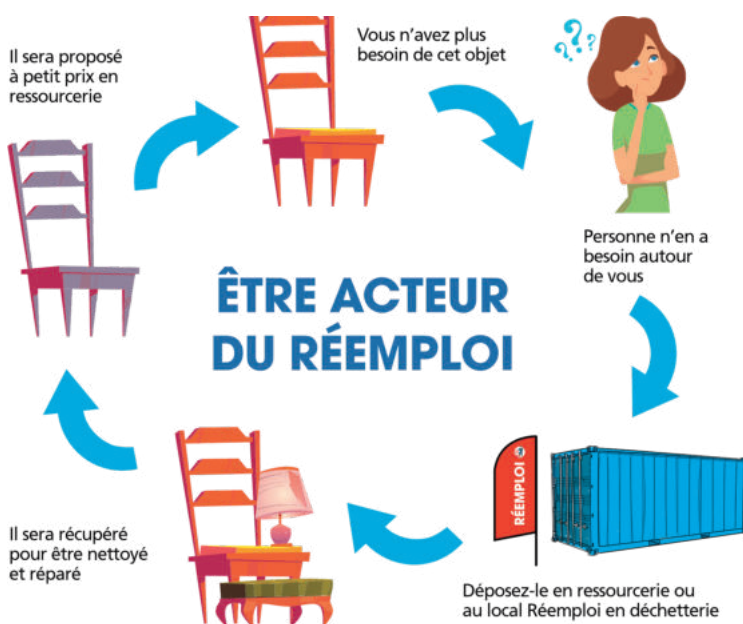 Vous n'avez plus
besoin de cet objet
Personne n'en a
besoin autour
de vous
RÉEMPLOI
Déposez-le en ressourcerie ou
au local Réemploi en déchetterie
Il sera récupéré
pour être nettoyé
et réparé
Il sera proposé
à petit prix en
ressourcerie
ÊTRE ACTEUR
DU RÉEMPLOI
???